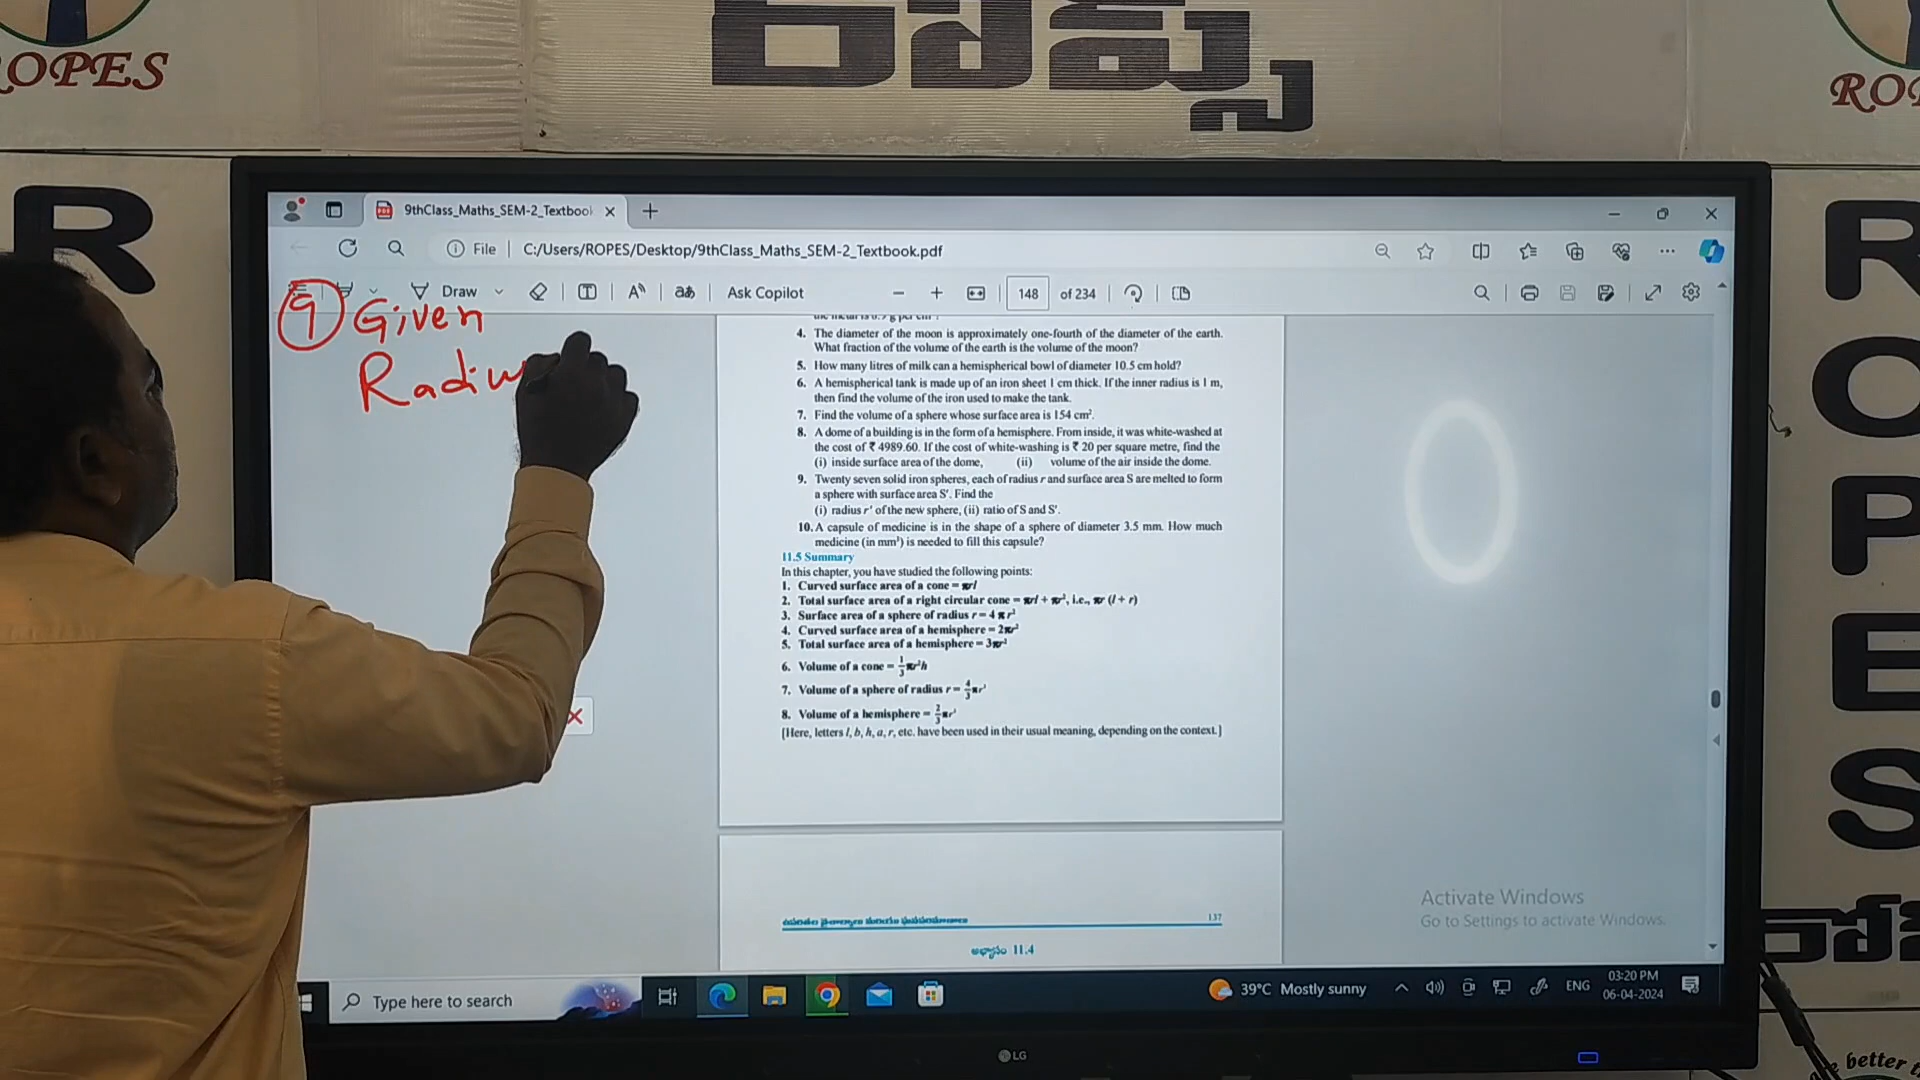 ROPES
రోప్స్
R
9thClass_Maths_SEM-2_Textbook
File
C:/Users/ROPES/Desktop/9thClass_Maths_SEM-2_Textbook.pdf
Draw
Ask Copilot
148
of 234
9 Given
Radiu
4. The diameter of the moon is approximately one-fourth of the diameter of the earth.
What fraction of the volume of the earth is the volume of the moon?
5. How many litres of milk can a hemispherical bowl of diameter 10.5 cm hold?
6. A hemispherical tank is made up of an iron sheet 1 cm thick. If the inner radius is 1 m,
then find the volume of the iron used to make the tank.
7. Find the volume of a sphere whose surface area is 154 cm².
8. A dome of a building is in the form of a hemisphere. From inside, it was white-washed at
the cost of ₹ 4989.60. If the cost of white-washing is ₹ 20 per square metre, find the
(i) inside surface area of the dome, (ii) volume of the air inside the dome.
9. Twenty seven solid iron spheres, each of radius r and surface area S are melted to form
a sphere with surface area S′. Find the
(i) radius r′ of the new sphere, (ii) ratio of S and S′.
10. A capsule of medicine is in the shape of a sphere of diameter 3.5 mm. How much
medicine (in mm³) is needed to fill this capsule?
11.5 Summary
In this chapter, you have studied the following points:
1. Curved surface area of a cone = πrl
2. Total surface area of a right circular cone = πrl + πr², i.e., πr (l + r)
3. Surface area of a sphere of radius r = 4 π r²
4. Curved surface area of a hemisphere = 2πr²
5. Total surface area of a hemisphere = 3πr²
6. Volume of a cone = 1/3 πr²h
7. Volume of a sphere of radius r = 4/3 πr³
8. Volume of a hemisphere = 2/3 πr³
[Here, letters l, b, h, a, r, etc. have been used in their usual meaning, depending on the context.]
137
అభ్యాసం 11.4
Activate Windows
Go to Settings to activate Windows.
Type here to search
39°C Mostly sunny
ENG
03:20 PM
06-04-2024
LG
R
O
P
E
S
better